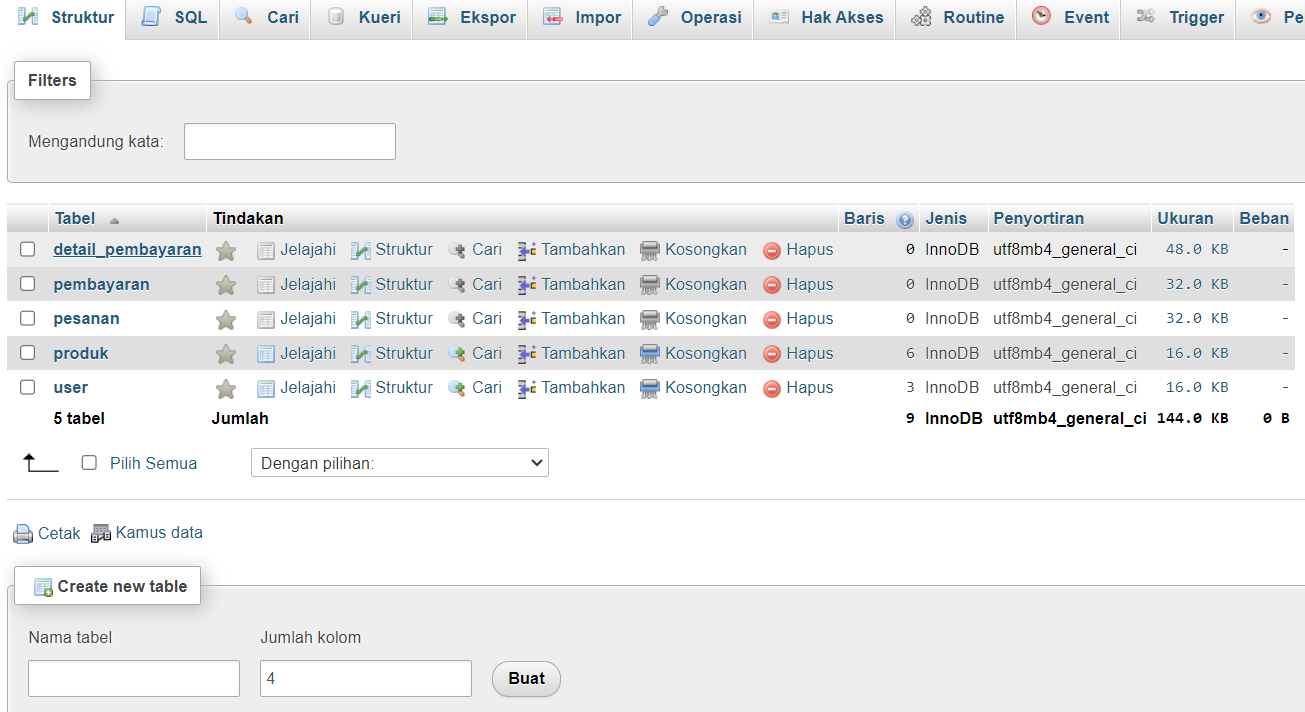 Struktur SQL Cari Kueri Ekspor Impor Operasi Hak Akses Routine Event Trigger Pe
Filters
Mengandung kata:
Tabel Tindakan Baris Jenis Penyortiran Ukuran Beban
detail_pembayaran Jelajahi Struktur Cari Tambahkan Kosongkan Hapus 0 InnoDB utf8mb4_general_ci 48.0 KB -
pembayaran Jelajahi Struktur Cari Tambahkan Kosongkan Hapus 0 InnoDB utf8mb4_general_ci 32.0 KB -
pesanan Jelajahi Struktur Cari Tambahkan Kosongkan Hapus 0 InnoDB utf8mb4_general_ci 32.0 KB -
produk Jelajahi Struktur Cari Tambahkan Kosongkan Hapus 6 InnoDB utf8mb4_general_ci 16.0 KB -
user Jelajahi Struktur Cari Tambahkan Kosongkan Hapus 3 InnoDB utf8mb4_general_ci 16.0 KB -
5 tabel Jumlah 9 InnoDB utf8mb4_general_ci 144.0 KB 0 B
Pilih Semua Dengan pilihan:
Cetak Kamus data
Create new table
Nama tabel Jumlah kolom
4 Buat